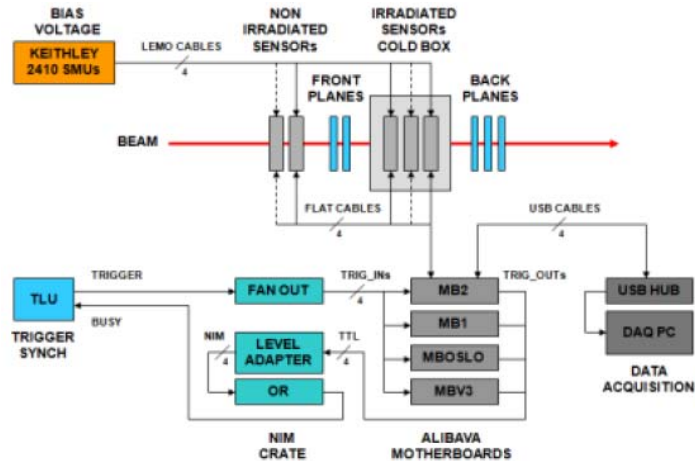 BIAS
VOLTAGE
KEITHLEY
2410 SMUs
LEMO CABLES
4
NON
IRRADIATED
SENSORs
IRRADIATED
SENSORs
COLD BOX
FRONT
PLANES
BACK
PLANES
BEAM
FLAT CABLES
4
USB CABLES
4
TLU
TRIGGER
SYNCH
TRIGGER
BUSY
FAN OUT
TRIG_INs
4
MB2
TRIG_OUTs
USB HUB
MB1
DAQ PC
NIM
4
LEVEL
ADAPTER
TTL
4
MBOSLO
OR
MBV3
DATA
ACQUISITION
NIM
CRATE
ALIBAVA
MOTHERBOARDS